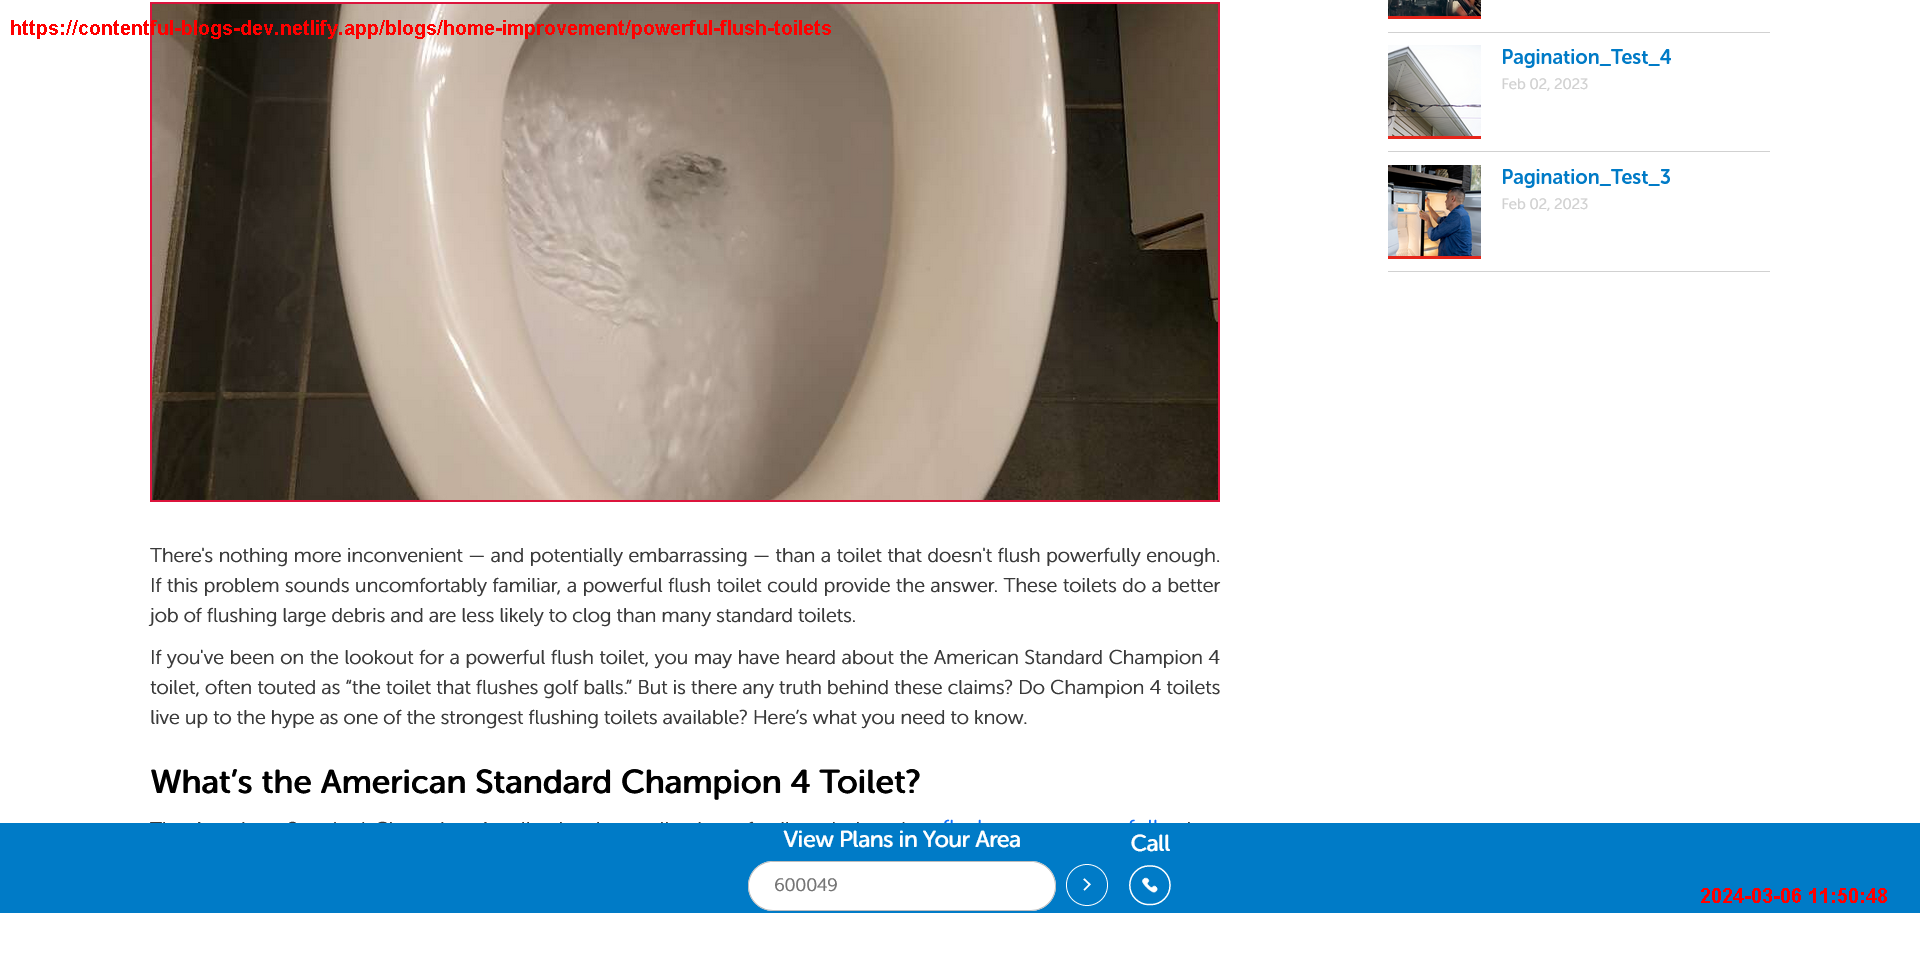 https://contentful-blogs-dev.netlify.app/blogs/home-improvement/powerful-flush-toilets
Pagination_Test_4
Feb 02, 2023
Pagination_Test_3
Feb 02, 2023
There's nothing more inconvenient — and potentially embarrassing — than a toilet that doesn't flush powerfully enough.
If this problem sounds uncomfortably familiar, a powerful flush toilet could provide the answer. These toilets do a better
job of flushing large debris and are less likely to clog than many standard toilets.
If you've been on the lookout for a powerful flush toilet, you may have heard about the American Standard Champion 4
toilet, often touted as “the toilet that flushes golf balls.” But is there any truth behind these claims? Do Champion 4 toilets
live up to the hype as one of the strongest flushing toilets available? Here’s what you need to know.
What’s the American Standard Champion 4 Toilet?
View Plans in Your Area
Call
600049
2024-03-06 11:50:48